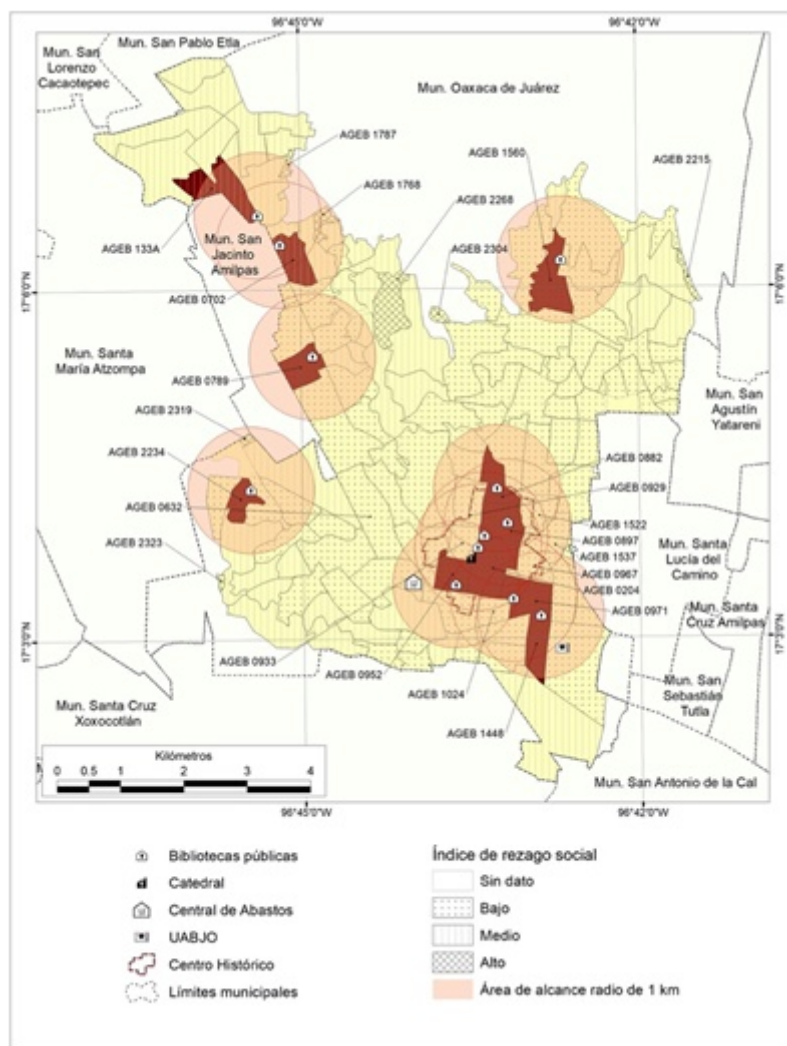 96°45'0"W
96°42'0"W
Mun. San Pablo Etla
Mun. San
Lorenzo
Cacaotepec
Mun. Oaxaca de Juárez
AGEB 1787
AGEB 1560
AGEB 2215
AGEB 1768
AGEB 2268
AGEB 133A
Mun. San
Jacinto
Amilpas
AGEB 2304
AGEB 0702
17°6'0"N
17°6'0"N
Mun. Santa
María Atzompa
AGEB 0789
Mun. San
Agustín
Yatareni
AGEB 2319
AGEB 2234
AGEB 0882
AGEB 0929
AGEB 0632
AGEB 1522
AGEB 0897
AGEB 2323
AGEB 1537
Mun. Santa
Lucía del
Camino
AGEB 0967
AGEB 0204
AGEB 0971
Mun. Santa
Cruz Amilpas
17°3'0"N
17°3'0"N
AGEB 0933
AGEB 0952
AGEB 1024
AGEB 1448
Mun. San
Sebastián
Tutla
Mun. Santa Cruz
Xoxocotlán
Kilómetros
0 0.5 1 2 3 4
Mun. San Antonio de la Cal
96°45'0"W
96°42'0"W
Bibliotecas públicas
Catedral
Central de Abastos
UABJO
Centro Histórico
Límites municipales
Índice de rezago social
Sin dato
Bajo
Medio
Alto
Área de alcance radio de 1 km